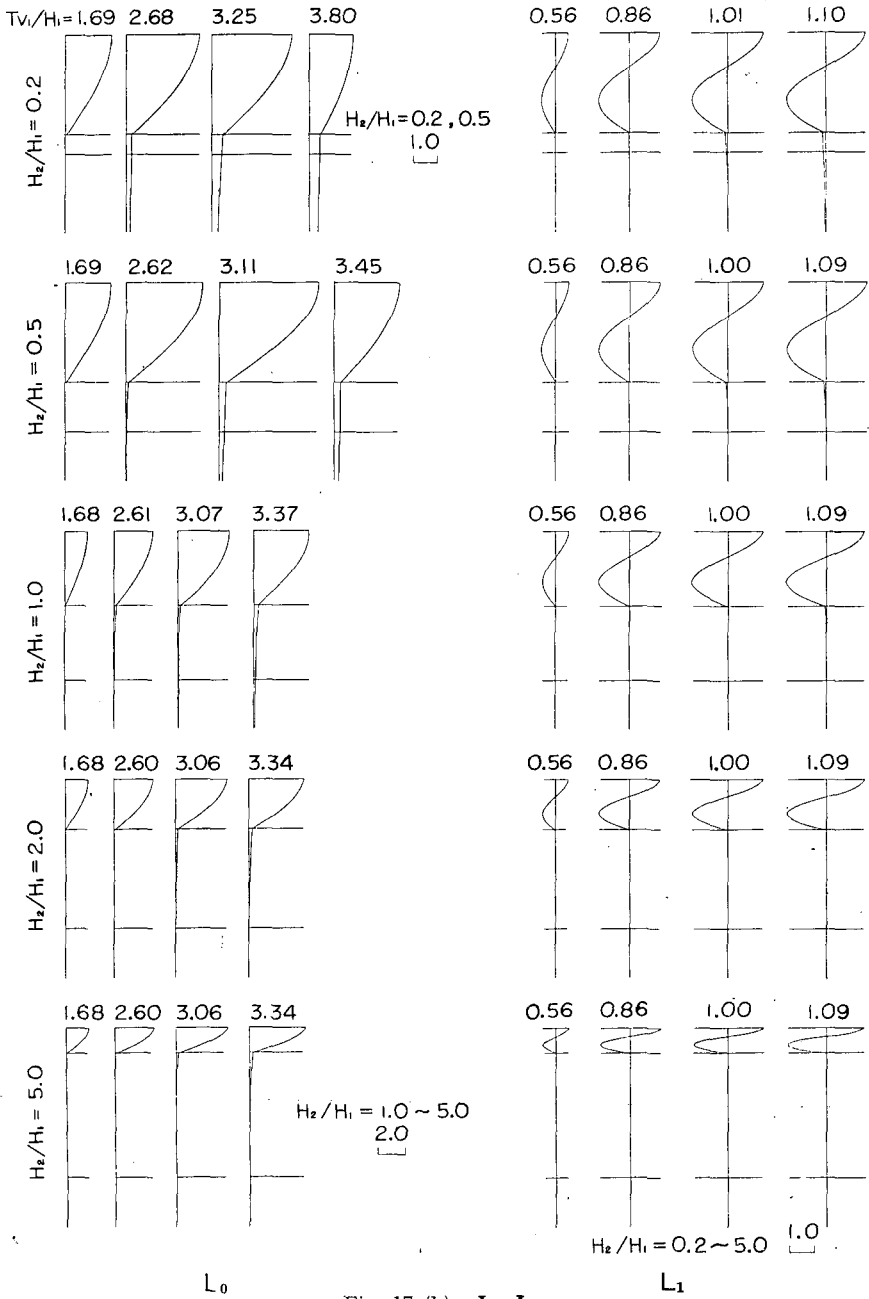 Tv₁/H₁= 1.69 2.68 3.25 3.80 0.56 0.86 1.01 1.10
H₂/H₁ = 0.2
H₂/H₁ = 0.2 , 0.5
1.0
1.69 2.62 3.11 3.45 0.56 0.86 1.00 1.09
H₂/H₁ = 0.5
1.68 2.61 3.07 3.37 0.56 0.86 1.00 1.09
H₂/H₁ = 1.0
1.68 2.60 3.06 3.34 0.56 0.86 1.00 1.09
H₂/H₁ = 2.0
1.68 2.60 3.06 3.34 0.56 0.86 1.00 1.09
H₂/H₁ = 5.0
H₂/H₁ = 1.0 ~ 5.0
2.0
H₂/H₁ = 0.2 ~ 5.0 1.0
L₀ L₁